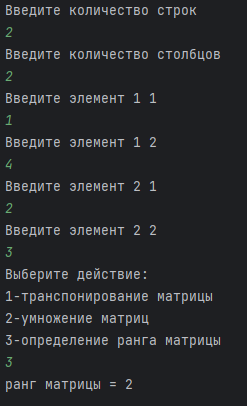 Введите количество строк
2
Введите количество столбцов
2
Введите элемент 1 1
1
Введите элемент 1 2
4
Введите элемент 2 1
2
Введите элемент 2 2
3
Выберите действие:
1-транспонирование матрицы
2-умножение матриц
3-определение ранга матрицы
3
ранг матрицы = 2